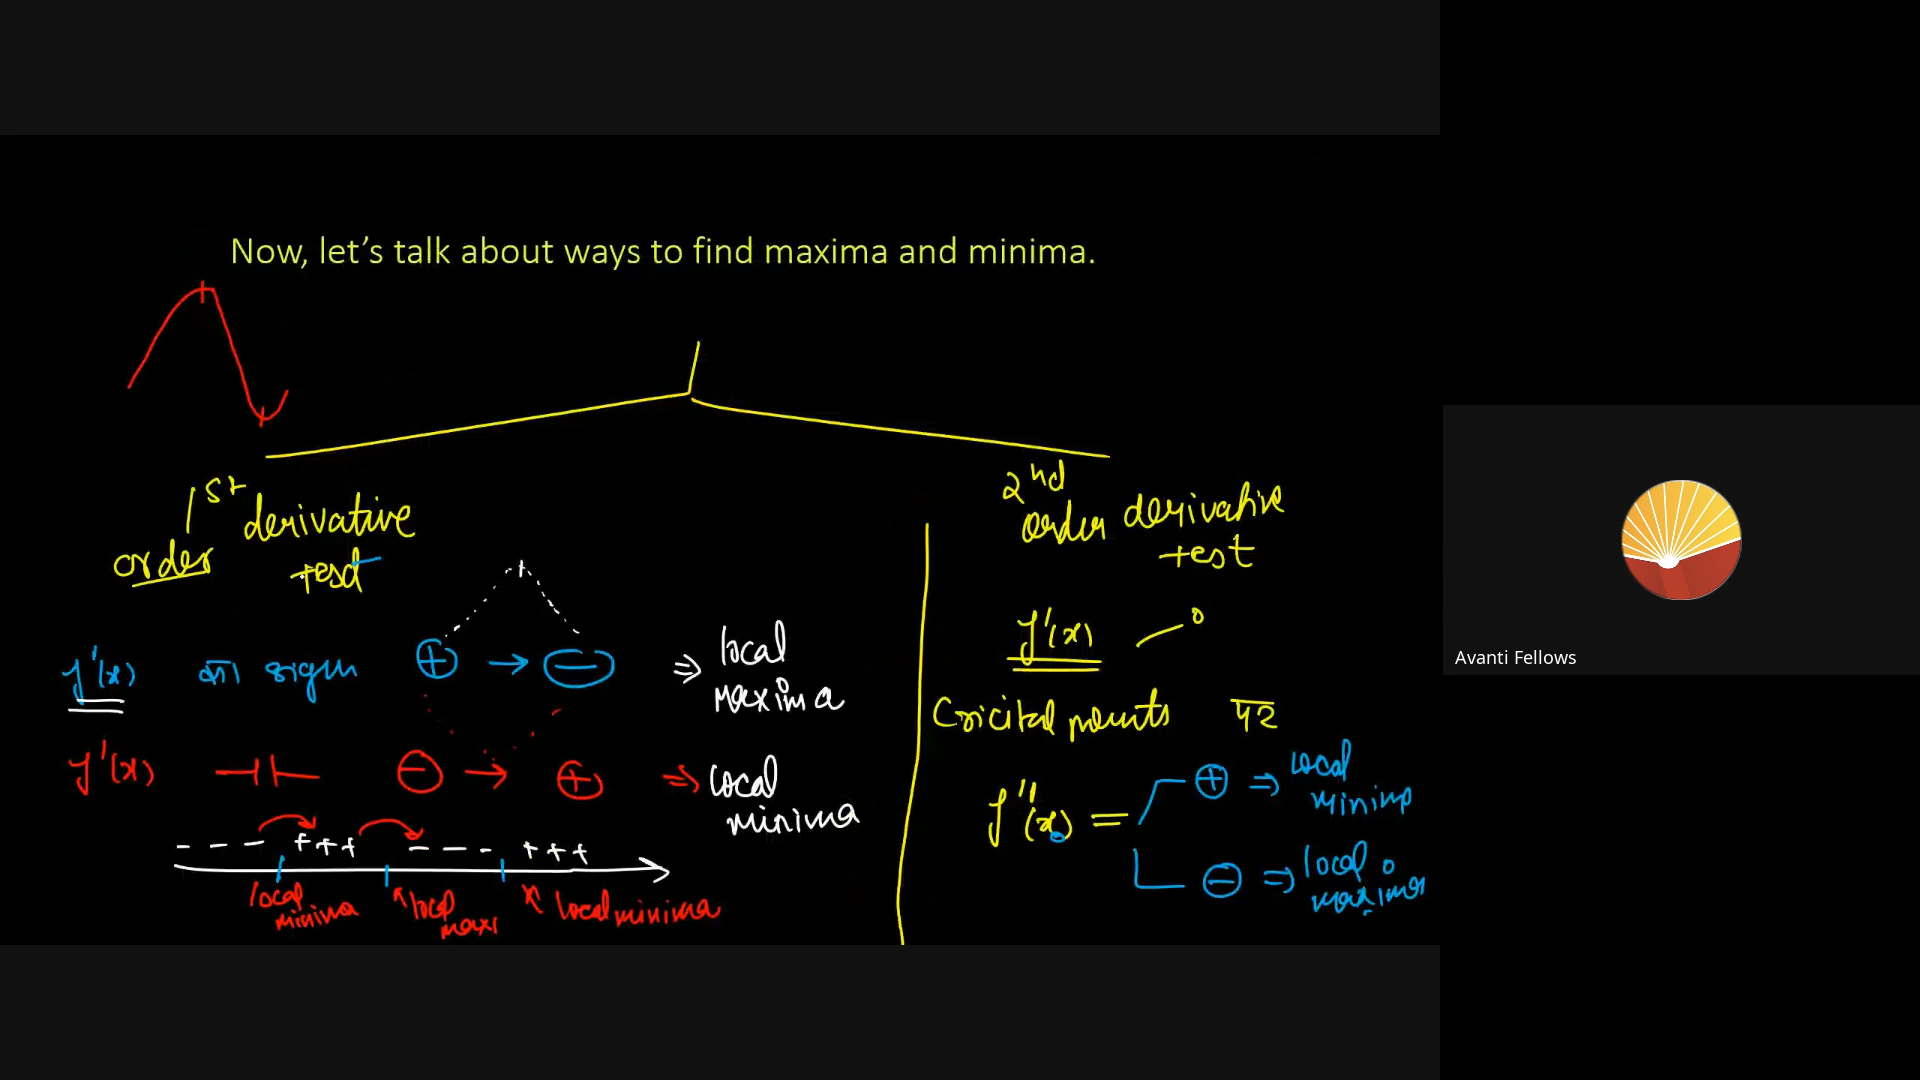 Now, let's talk about ways to find maxima and minima.
1st derivative
order test
f'(x) का sign ⊕ → ⊖ ⇒ local maxima
f'(x) —||— ⊖ → ⊕ ⇒ local minima
- - - + + + - - - + + +
local minima local maxi local minima
2nd
order derivative
test
f'(x) — 0
Cricital points पर
f''(x) =
⊕ ⇒ local minima
⊖ ⇒ local maxima
Avanti Fellows